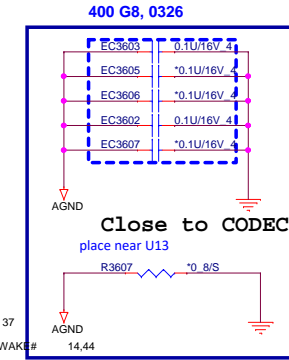 400 G8, 0326
EC3603 0.1U/16V_4
EC3605 *0.1U/16V_4
EC3606 *0.1U/16V_4
EC3602 0.1U/16V_4
EC3607 *0.1U/16V_4
AGND
Close to CODEC
place near U13
R3607 *0_8/S
37
AGND
WAKE# 14,44